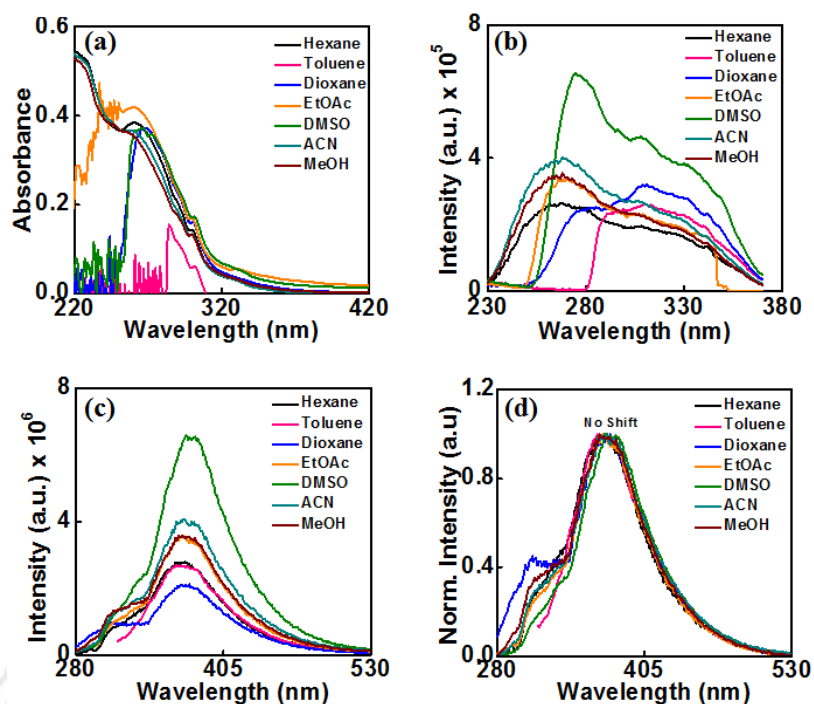 (a)
Hexane
Toluene
Dioxane
EtOAc
DMSO
ACN
MeOH
Absorbance
0.6
0.4
0.2
0.0
220 320 420
Wavelength (nm)
(b)
Hexane
Toluene
Dioxane
EtOAc
DMSO
ACN
MeOH
Intensity (a.u.) x 10⁵
8
4
0
230 280 330 380
Wavelength (nm)
(c)
Hexane
Toluene
Dioxane
EtOAc
DMSO
ACN
MeOH
Intensity (a.u.) x 10⁶
8
4
0
280 405 530
Wavelength (nm)
(d)
No Shift
Hexane
Toluene
Dioxane
EtOAc
DMSO
ACN
MeOH
Norm. Intensity (a.u)
1.2
0.8
0.4
0.0
280 405 530
Wavelength (nm)